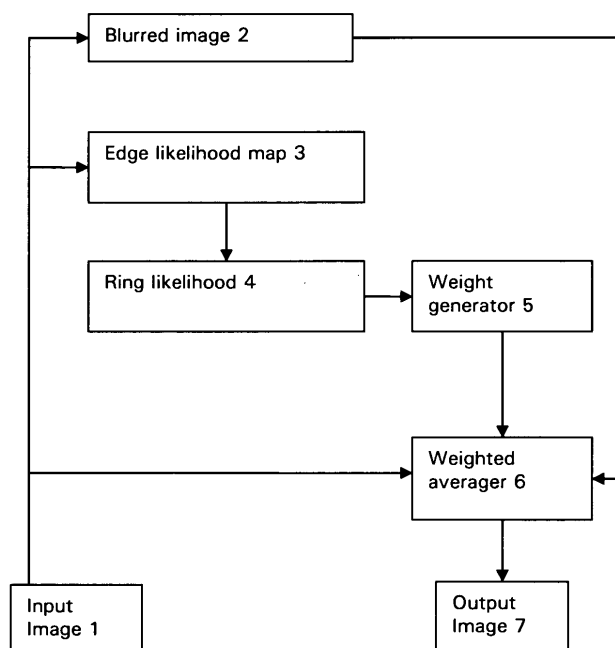 Blurred image 2
Edge likelihood map 3
Ring likelihood 4
Weight
generator 5
Weighted
averager 6
Input
Image 1
Output
Image 7